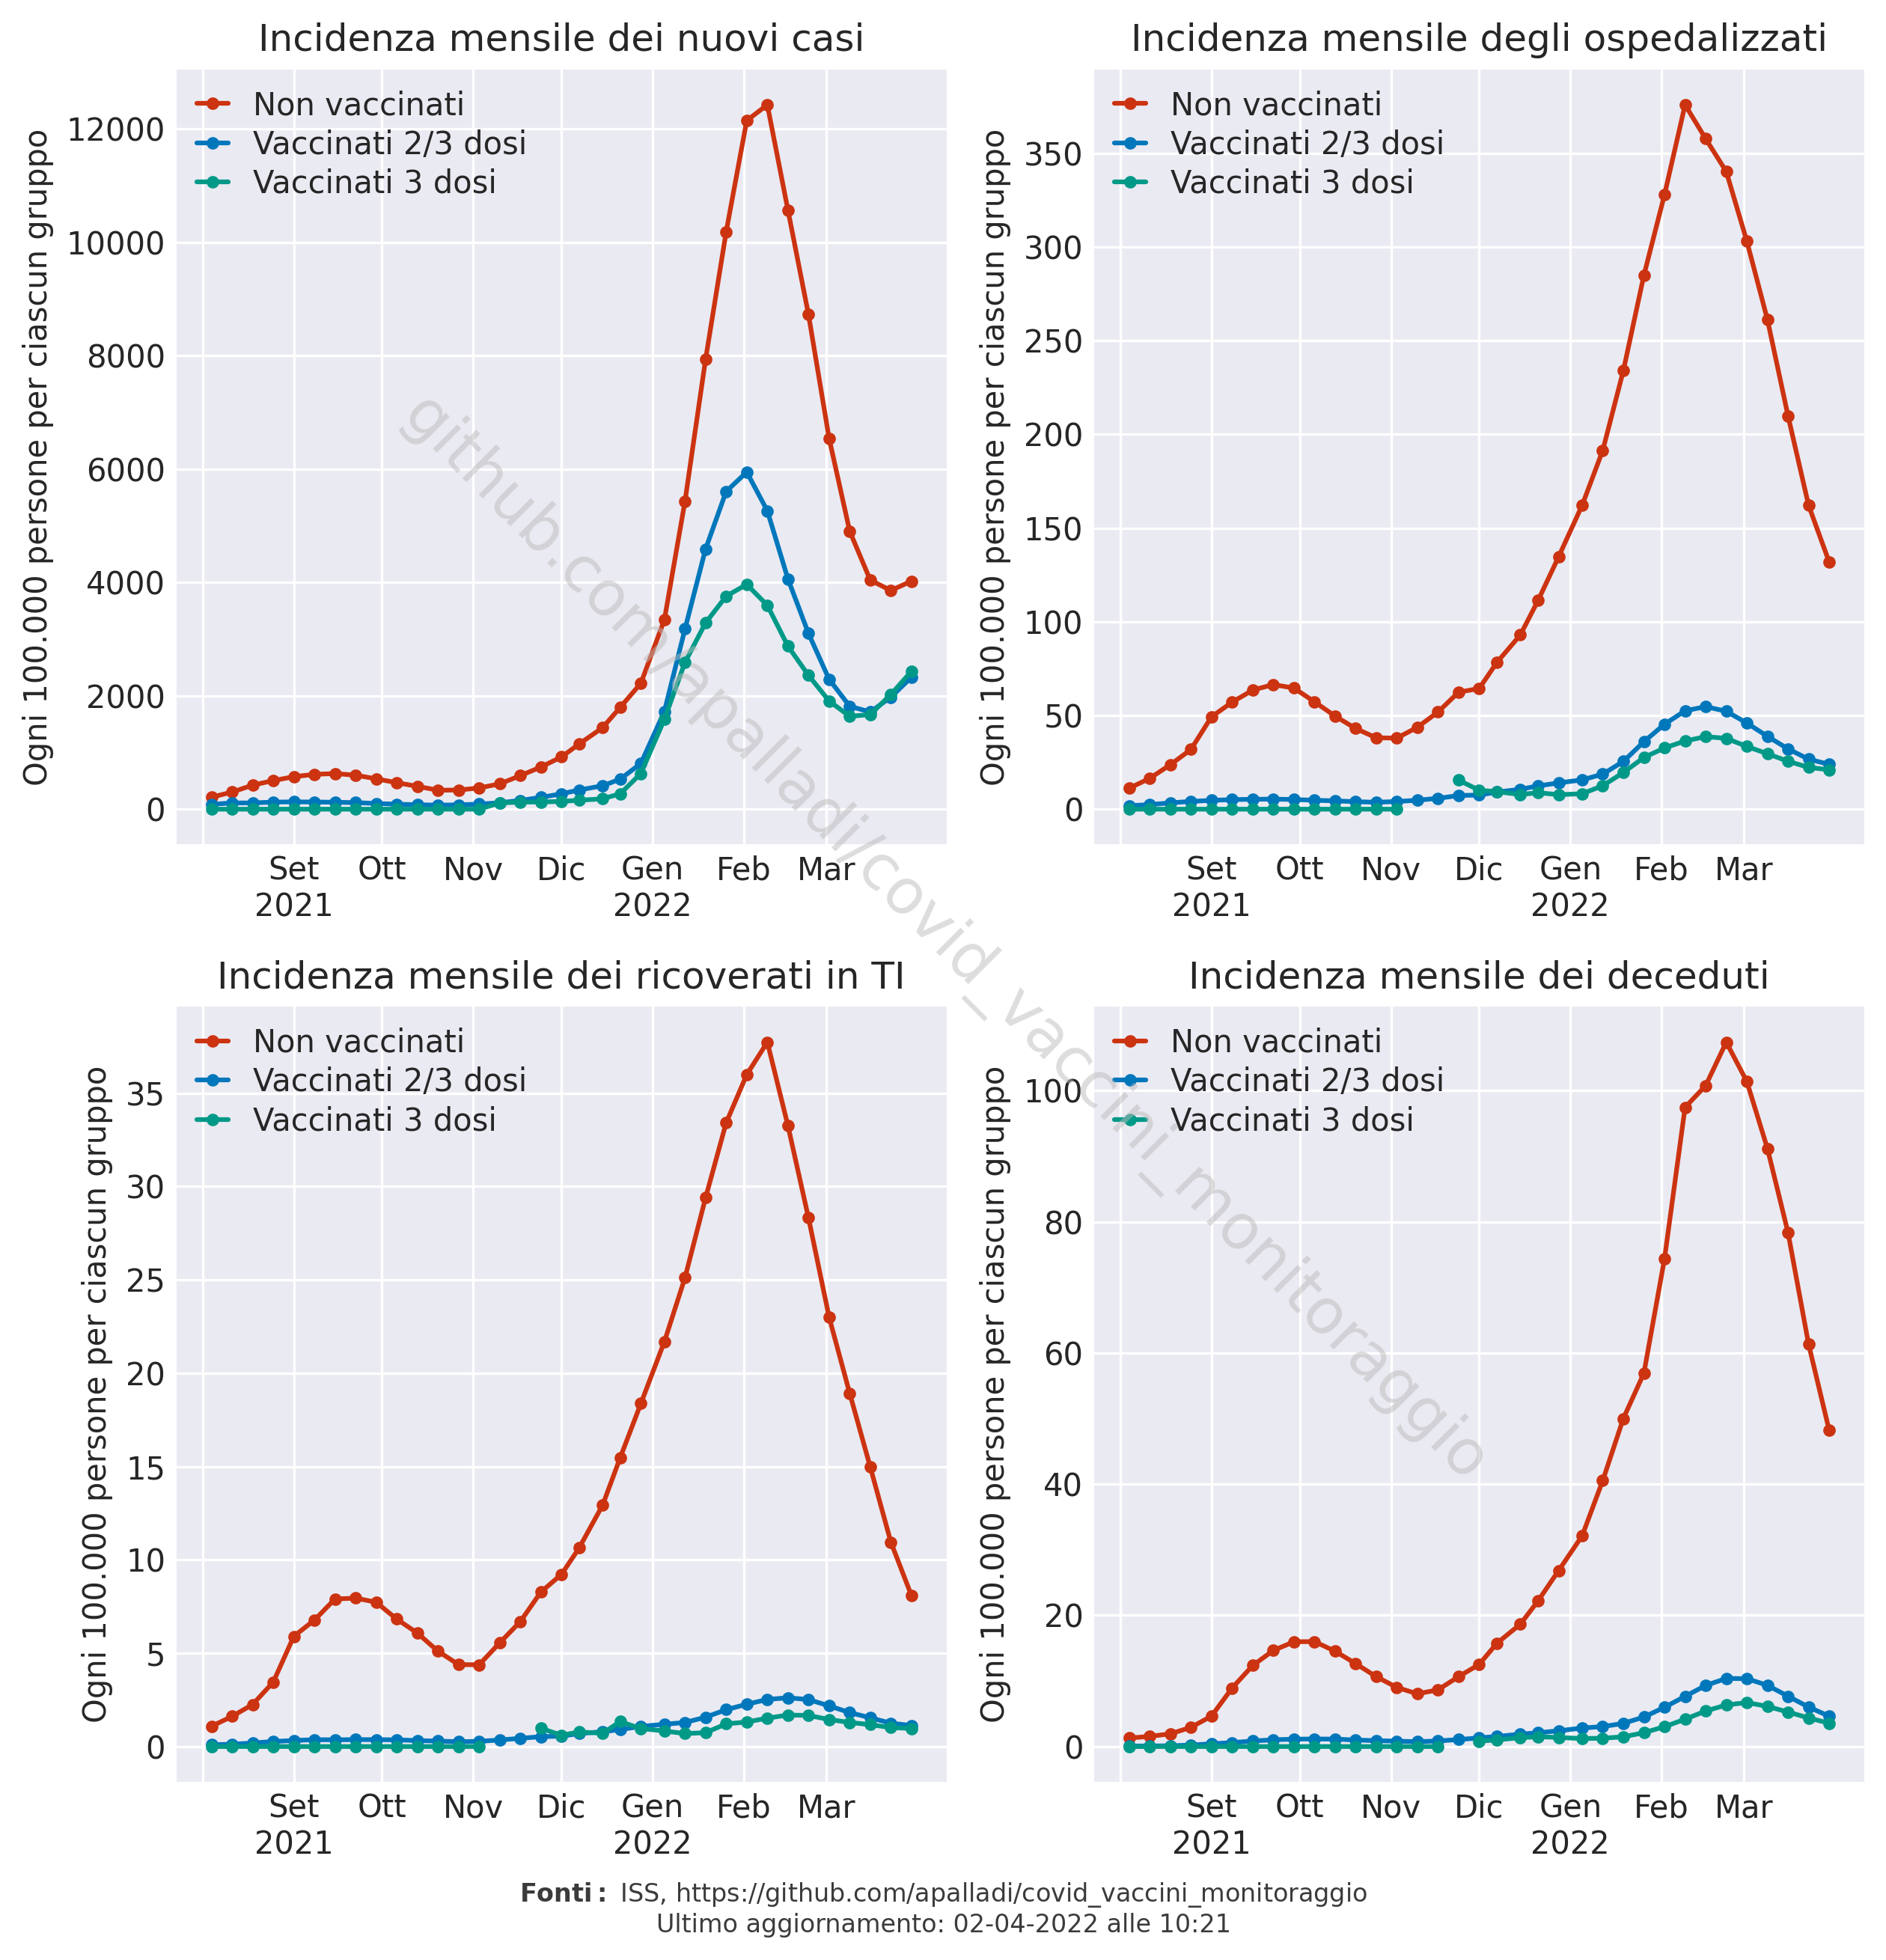 Incidenza mensile dei nuovi casi
Ogni 100.000 persone per ciascun gruppo
12000
10000
8000
6000
4000
2000
0
Non vaccinati
Vaccinati 2/3 dosi
Vaccinati 3 dosi
Set
2021
Ott
Nov
Dic
Gen
2022
Feb
Mar
Incidenza mensile degli ospedalizzati
Ogni 100.000 persone per ciascun gruppo
350
300
250
200
150
100
50
0
Non vaccinati
Vaccinati 2/3 dosi
Vaccinati 3 dosi
Set
2021
Ott
Nov
Dic
Gen
2022
Feb
Mar
github.com/apalladi/covid_vaccini_monitoraggio
Incidenza mensile dei ricoverati in TI
Ogni 100.000 persone per ciascun gruppo
35
30
25
20
15
10
5
0
Non vaccinati
Vaccinati 2/3 dosi
Vaccinati 3 dosi
Set
2021
Ott
Nov
Dic
Gen
2022
Feb
Mar
Incidenza mensile dei deceduti
Ogni 100.000 persone per ciascun gruppo
100
80
60
40
20
0
Non vaccinati
Vaccinati 2/3 dosi
Vaccinati 3 dosi
Set
2021
Ott
Nov
Dic
Gen
2022
Feb
Mar
Fonti: ISS, https://github.com/apalladi/covid_vaccini_monitoraggio
Ultimo aggiornamento: 02-04-2022 alle 10:21